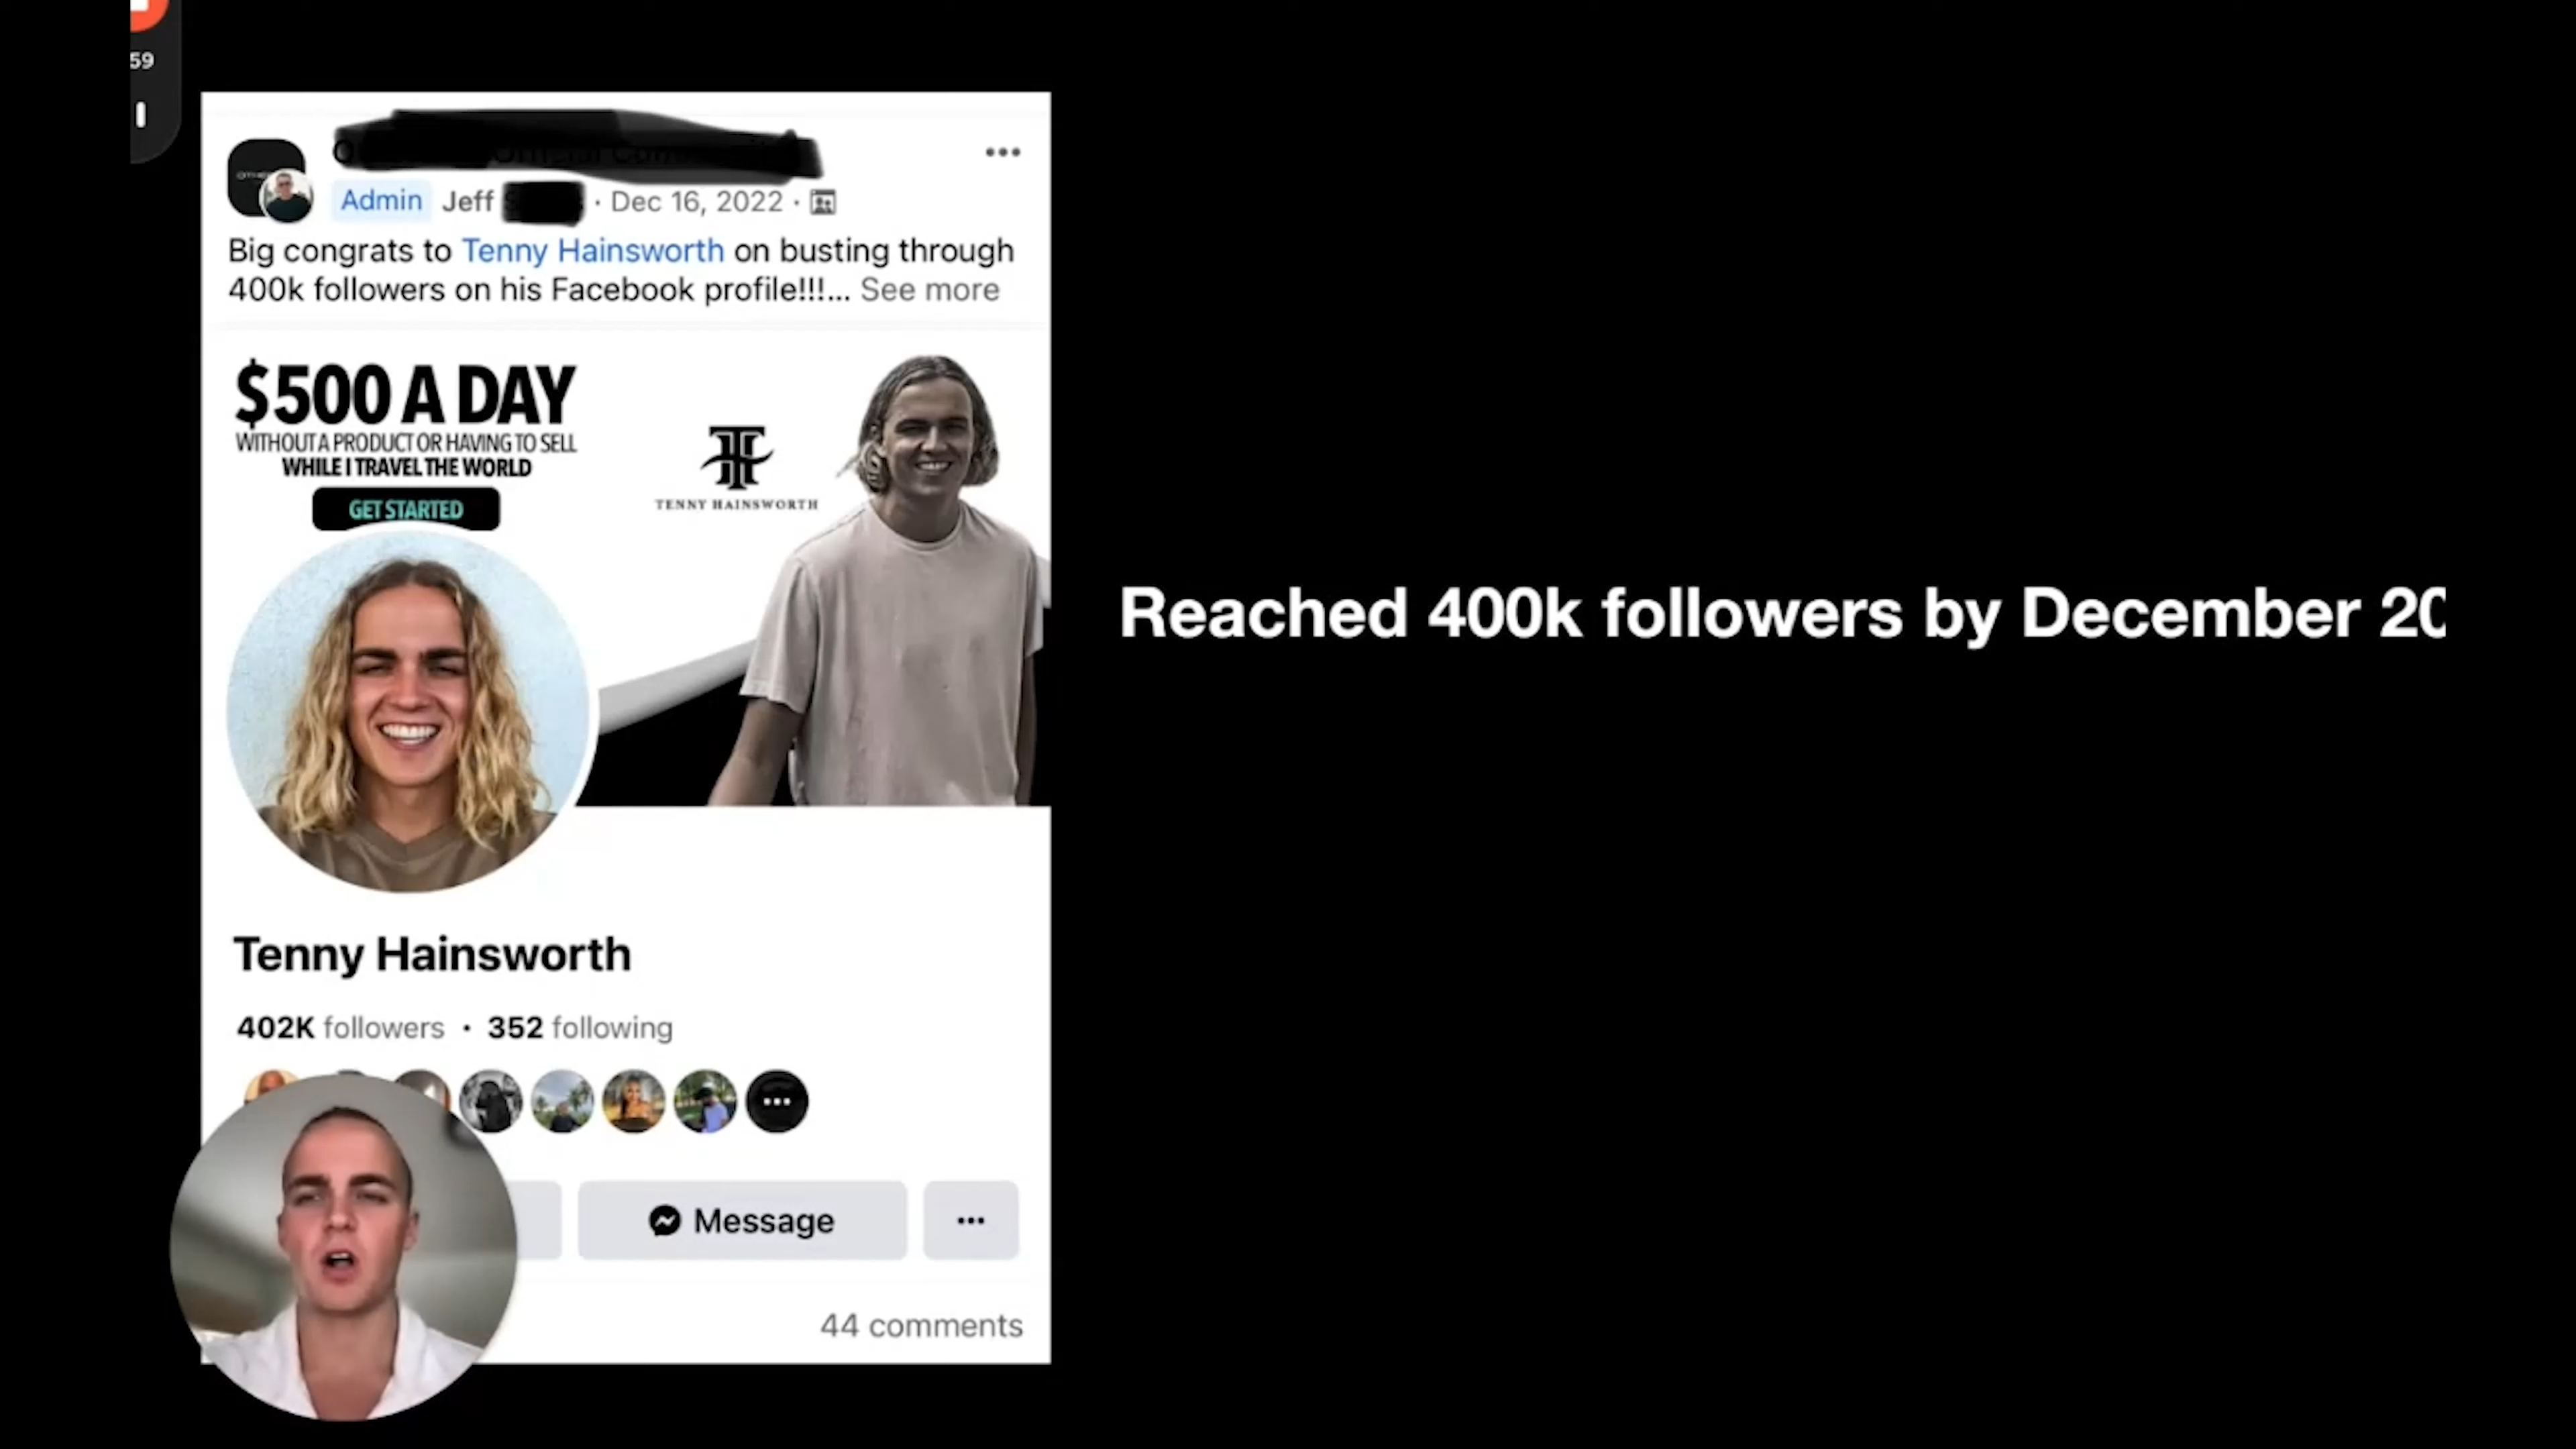 59
Admin Jeff · Dec 16, 2022 ·
Big congrats to Tenny Hainsworth on busting through
400k followers on his Facebook profile!!!... See more
$500 A DAY
WITHOUT A PRODUCT OR HAVING TO SELL
WHILE I TRAVEL THE WORLD
GET STARTED
TENNY HAINSWORTH
Reached 400k followers by December 20
Tenny Hainsworth
402K followers • 352 following
Message
44 comments